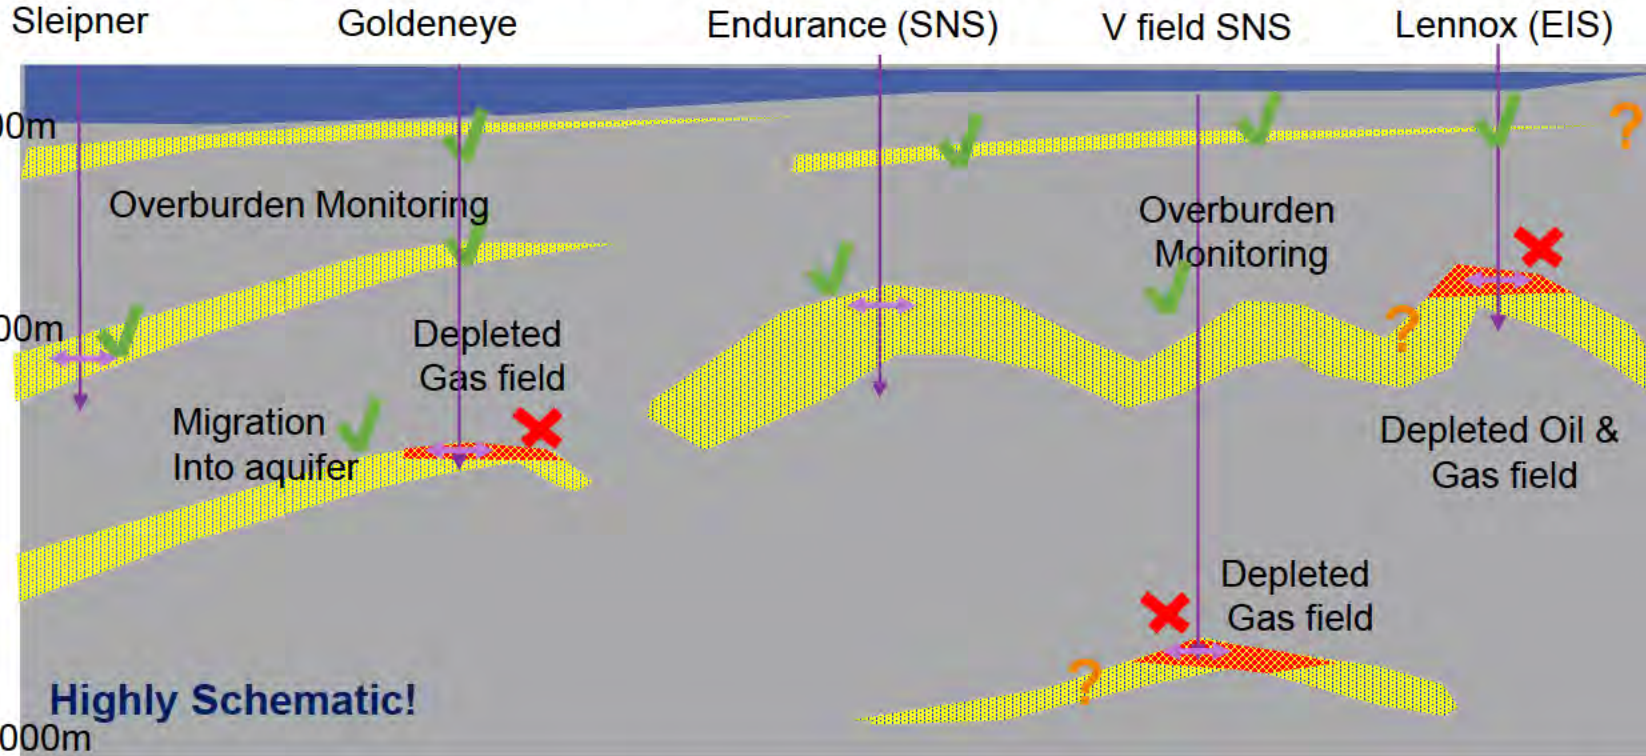 Sleipner
Goldeneye
Endurance (SNS)
V field SNS
Lennox (EIS)
00m
?
Overburden Monitoring
Overburden
Monitoring
00m
?
Depleted
Gas field
Migration
Into aquifer
Depleted Oil &
Gas field
Depleted
Gas field
?
Highly Schematic!
000m